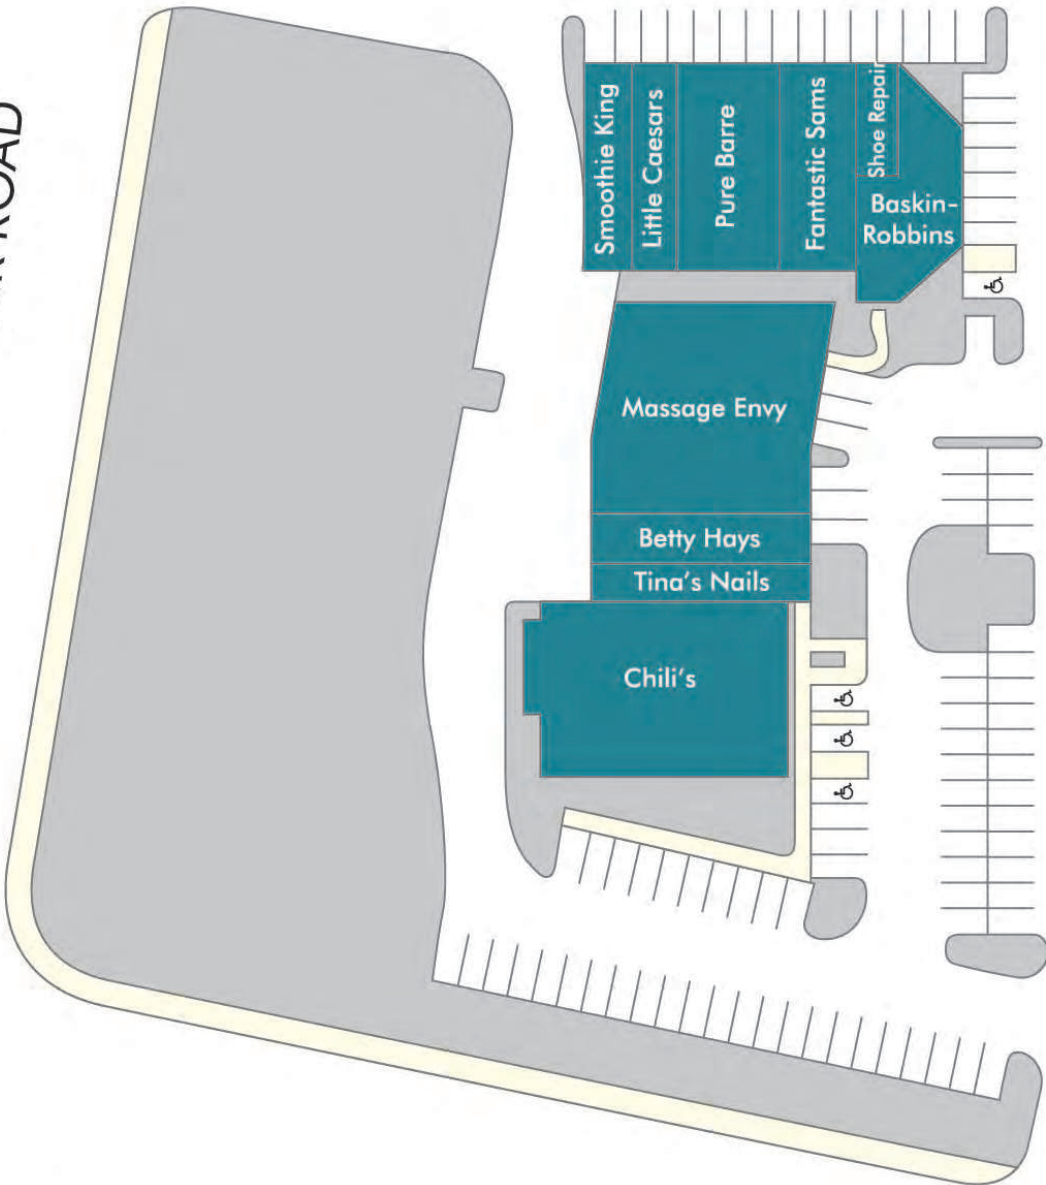 ROAD
Smoothie King
Little Caesars
Pure Barre
Fantastic Sams
Shoe Repair
Baskin-
Robbins
Massage Envy
Betty Hays
Tina's Nails
Chili's